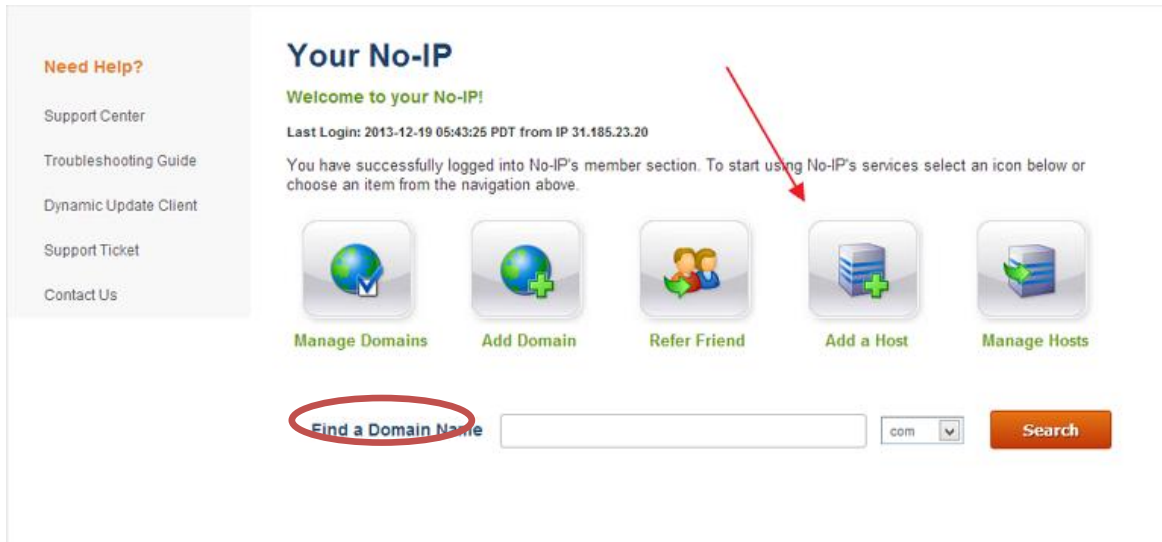 Need Help?
Support Center
Troubleshooting Guide
Dynamic Update Client
Support Ticket
Contact Us
Your No-IP
Welcome to your No-IP!
Last Login: 2013-12-19 05:43:25 PDT from IP 31.185.23.20
You have successfully logged into No-IP's member section. To start using No-IP's services select an icon below or
choose an item from the navigation above.
Manage Domains Add Domain Refer Friend Add a Host Manage Hosts
Find a Domain Name com Search